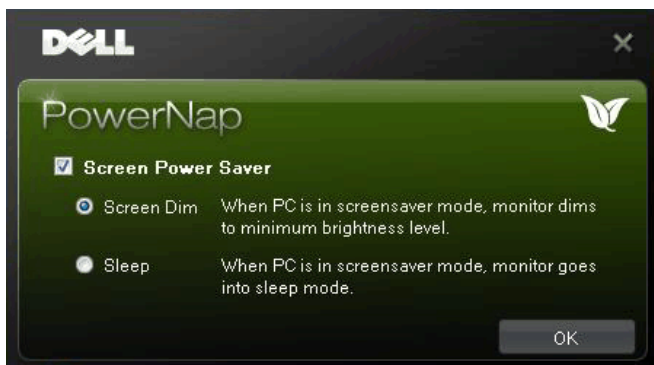 DELL
PowerNap
Screen Power Saver
Screen Dim When PC is in screensaver mode, monitor dims
to minimum brightness level.
Sleep When PC is in screensaver mode, monitor goes
into sleep mode.
OK